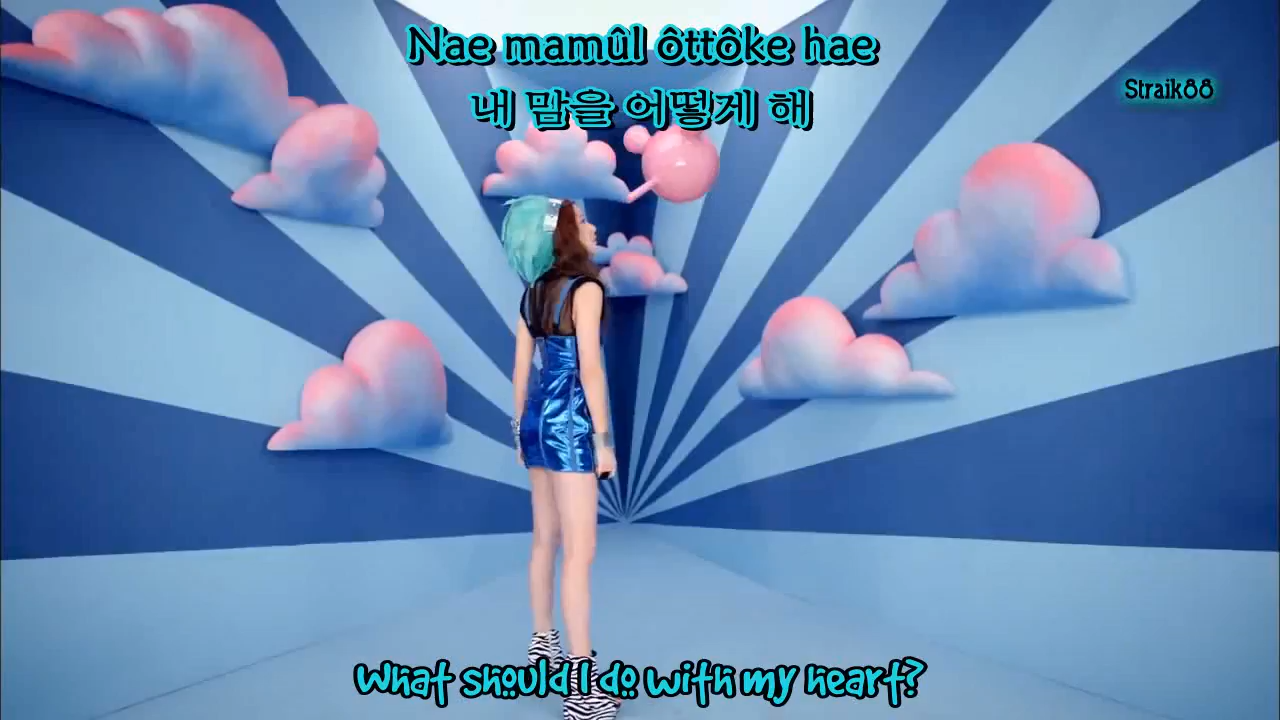 Nae mamûl ôttôke hae
내 맘을 어떻게 해
Straik88
What should I do with my heart?